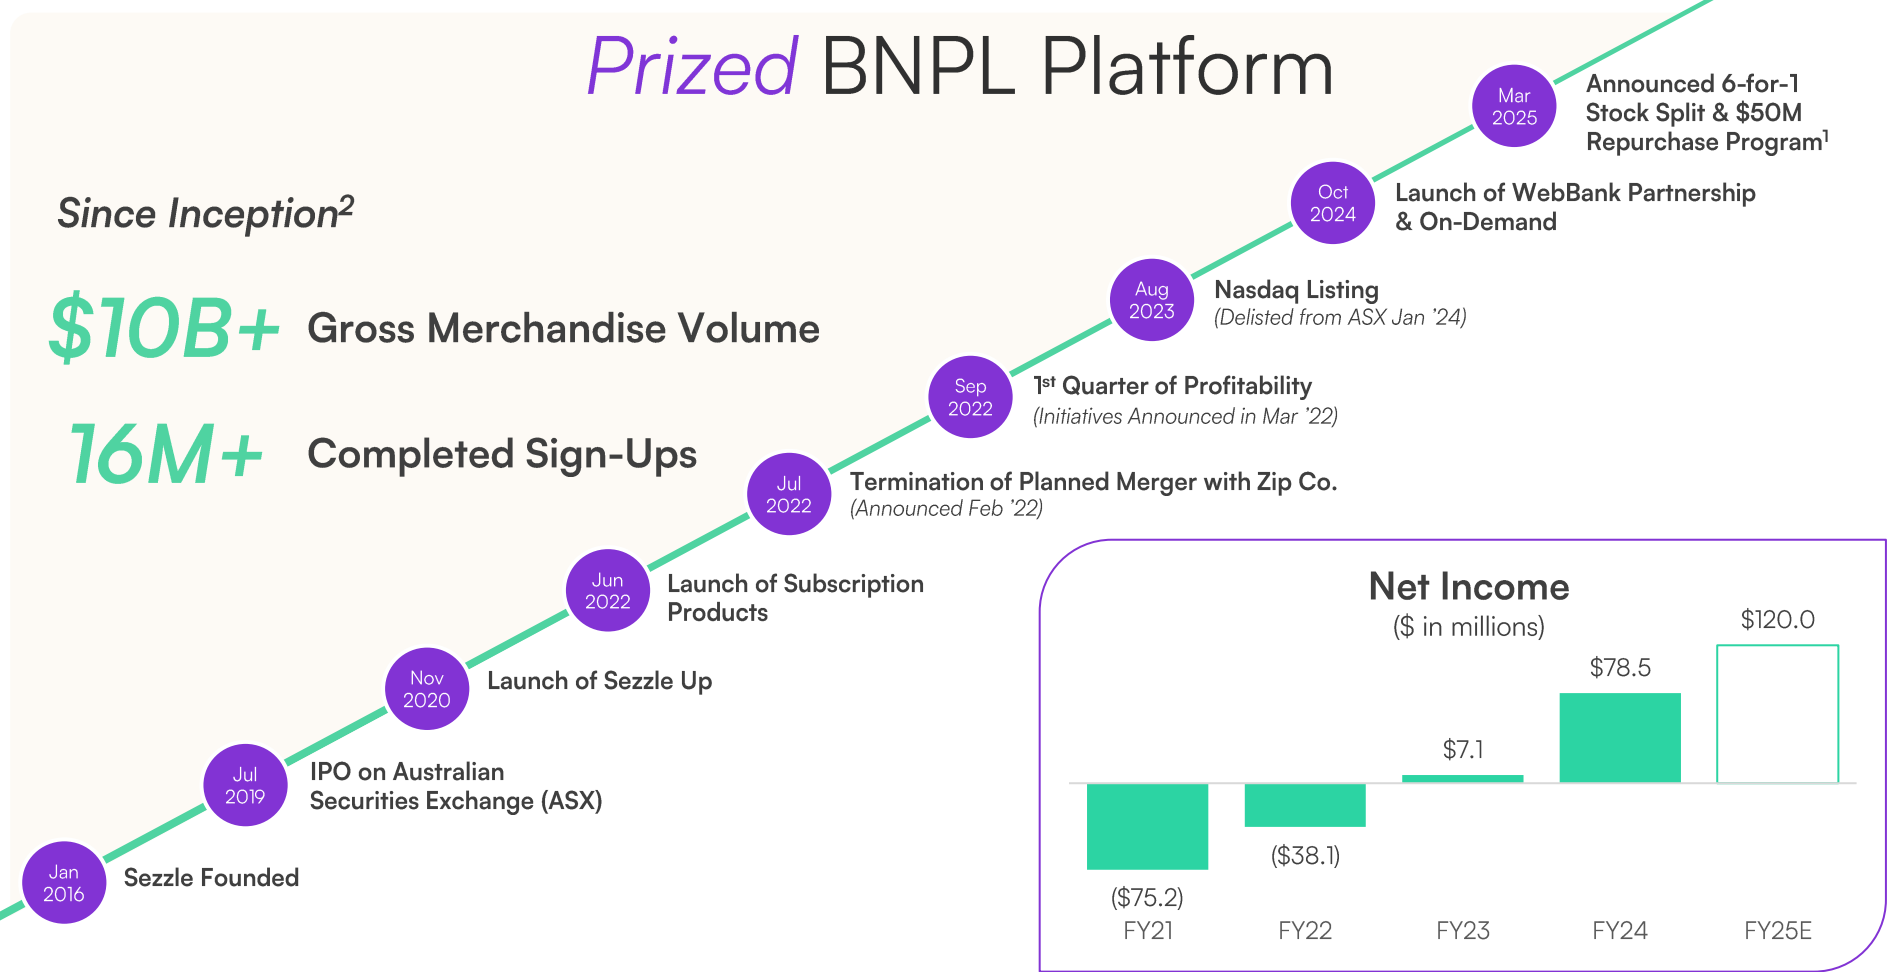 Prized BNPL Platform
Since Inception²
$10B+ Gross Merchandise Volume
16M+ Completed Sign-Ups
Jan
2016
Sezzle Founded
Jul
2019
IPO on Australian
Securities Exchange (ASX)
Nov
2020
Launch of Sezzle Up
Jun
2022
Launch of Subscription
Products
Jul
2022
Termination of Planned Merger with Zip Co.
(Announced Feb ’22)
Sep
2022
1st Quarter of Profitability
(Initiatives Announced in Mar ’22)
Aug
2023
Nasdaq Listing
(Delisted from ASX Jan ’24)
Oct
2024
Launch of WebBank Partnership
& On-Demand
Mar
2025
Announced 6-for-1
Stock Split & $50M
Repurchase Program¹
Net Income
($ in millions)
($75.2)
($38.1)
$7.1
$78.5
$120.0
FY21
FY22
FY23
FY24
FY25E